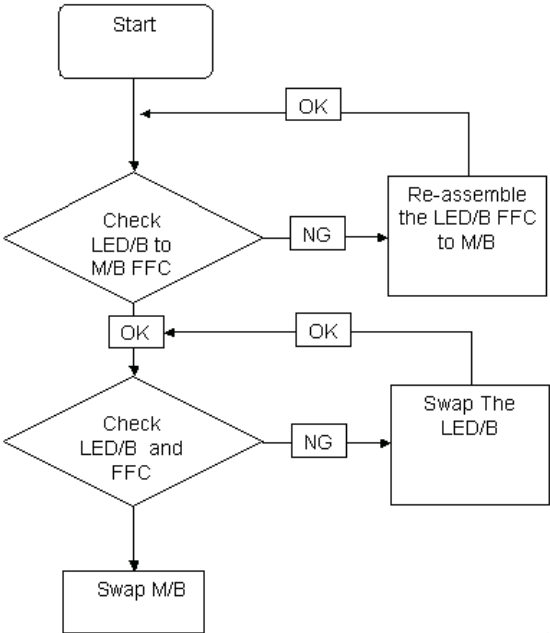 Start
OK
Check
LED/B to
M/B FFC
NG
Re-assemble
the LED/B FFC
to M/B
OK
OK
Check
LED/B and
FFC
NG
Swap The
LED/B
Swap M/B